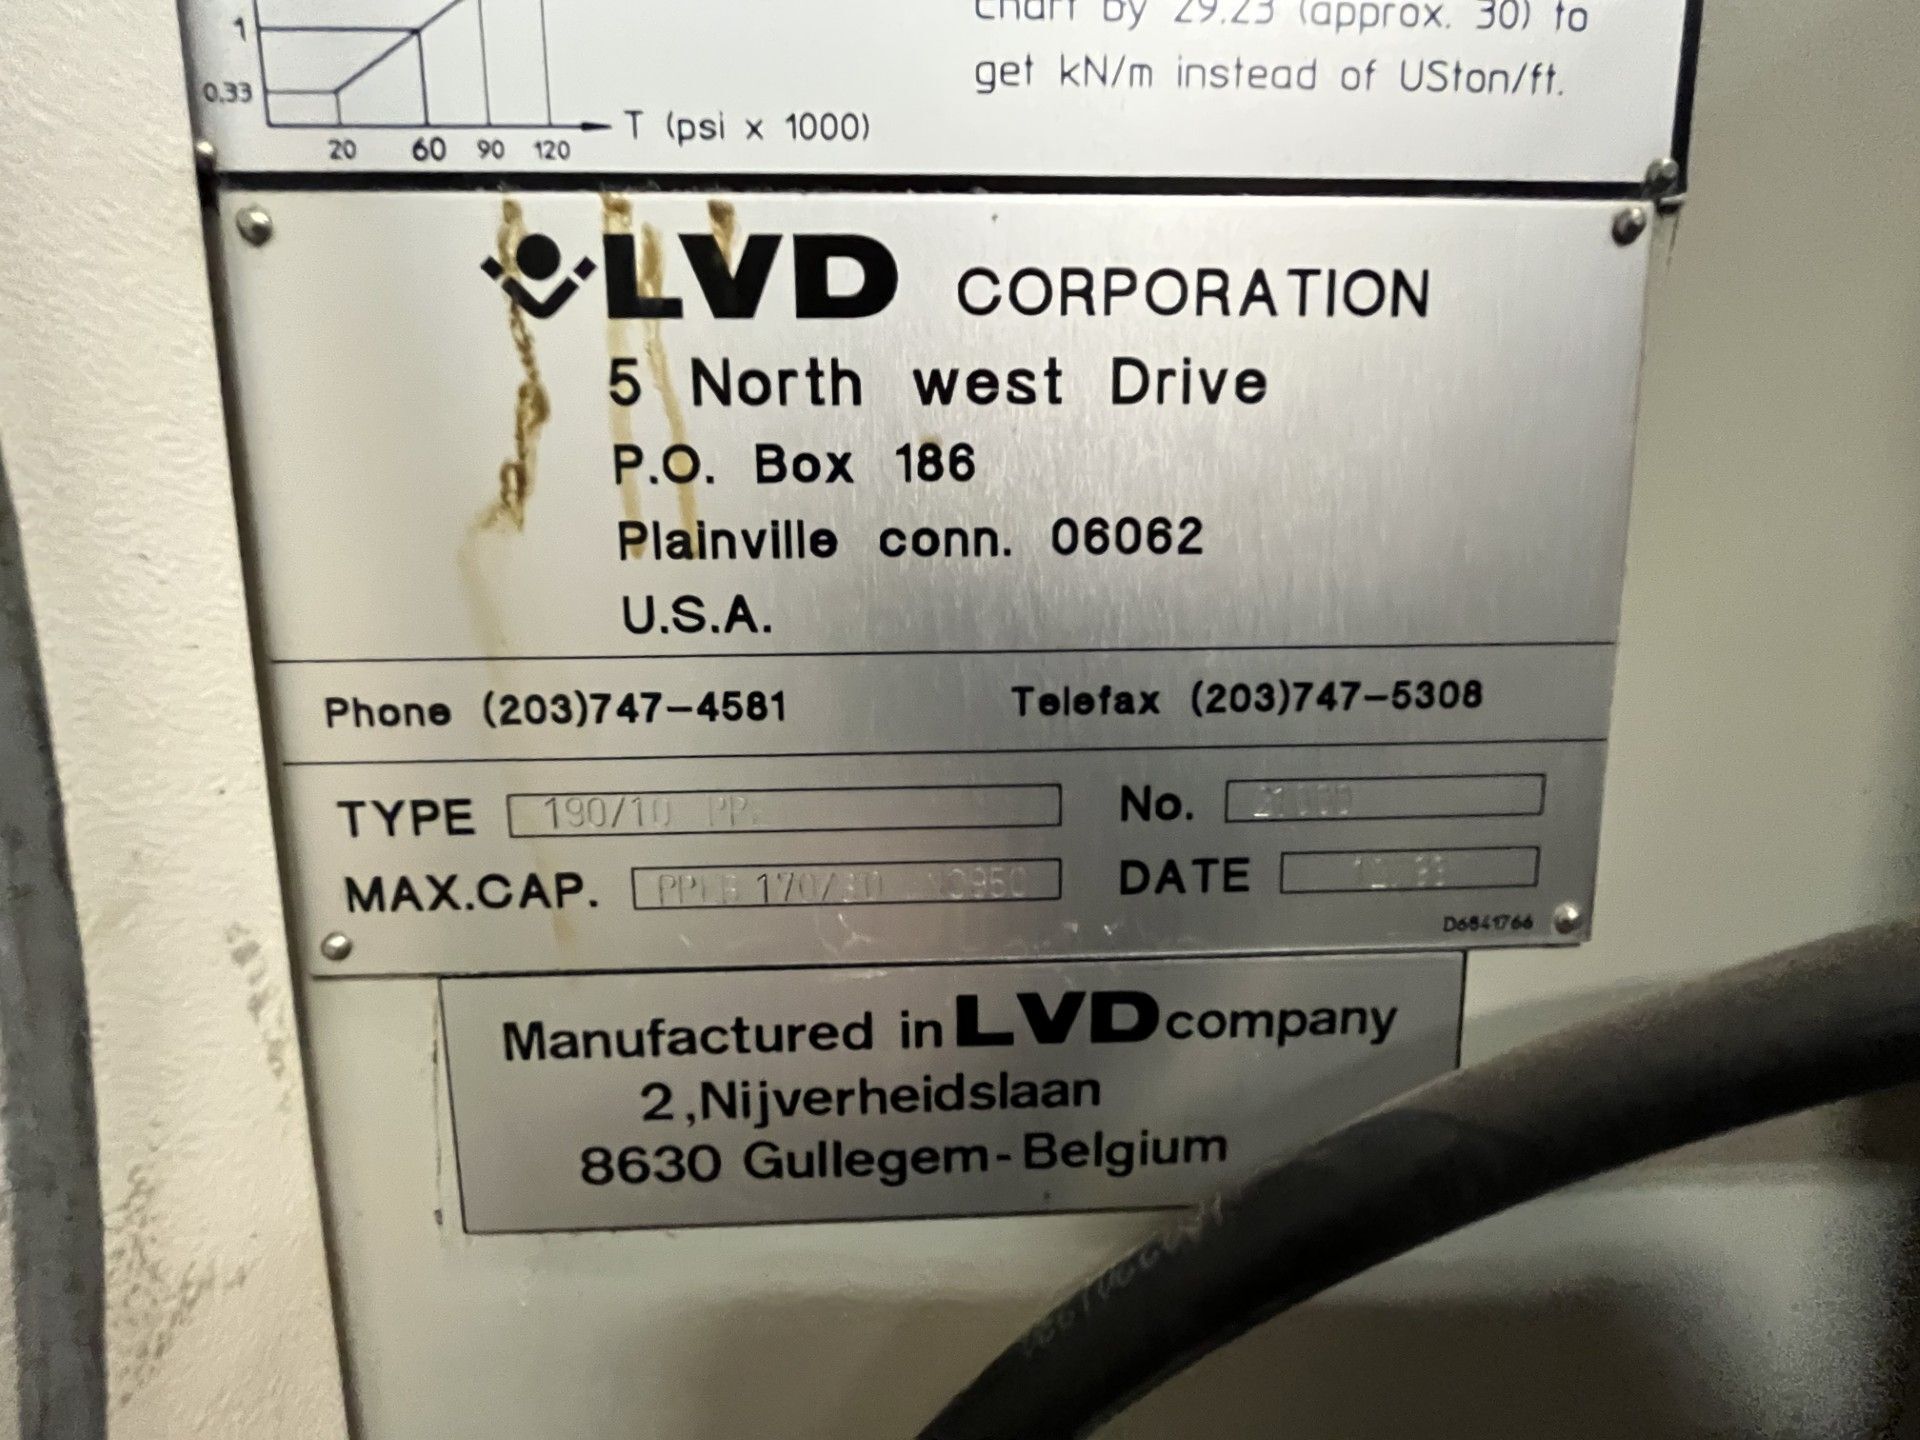 1
0.33
20 60 90 120
T (psi x 1000)
chart by 29.23 (approx. 30) to
get kN/m instead of USton/ft.
LVD CORPORATION
5 North west Drive
P.O. Box 186
Plainville conn. 06062
U.S.A.
Phone (203)747-4581 Telefax (203)747-5308
TYPE 190/10 No.
MAX.CAP. DATE
D6841766
Manufactured in LVD company
2,Nijverheidslaan
8630 Gullegem-Belgium